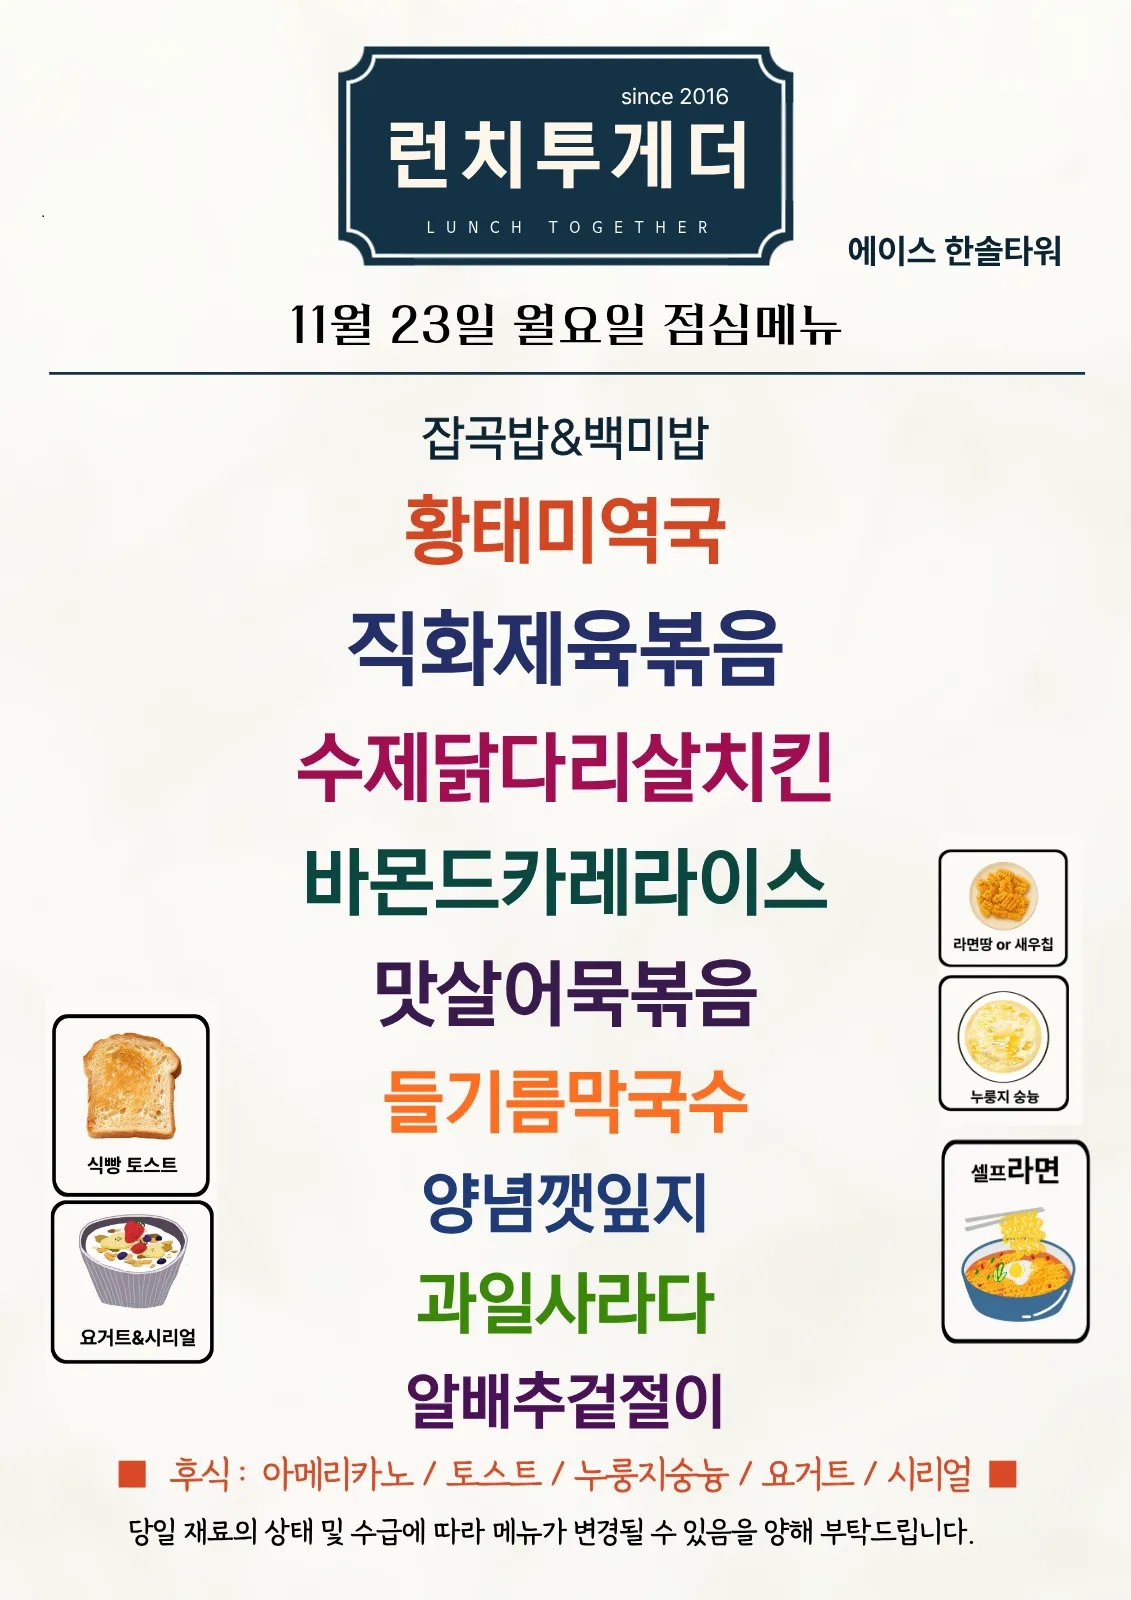 since 2016
런치투게더
LUNCH TOGETHER
에이스 한솔타워
11월 23일 월요일 점심메뉴
잡곡밥&백미밥
황태미역국
직화제육볶음
수제닭다리살치킨
바몬드카레라이스
맛살어묵볶음
들기름막국수
양념깻잎지
과일사라다
알배추겉절이
라면땅 or 새우칩
누룽지 숭늉
셀프라면
식빵 토스트
요거트&시리얼
■ 후식 : 아메리카노 / 토스트 / 누룽지숭늉 / 요거트 / 시리얼 ■
당일 재료의 상태 및 수급에 따라 메뉴가 변경될 수 있음을 양해 부탁드립니다.